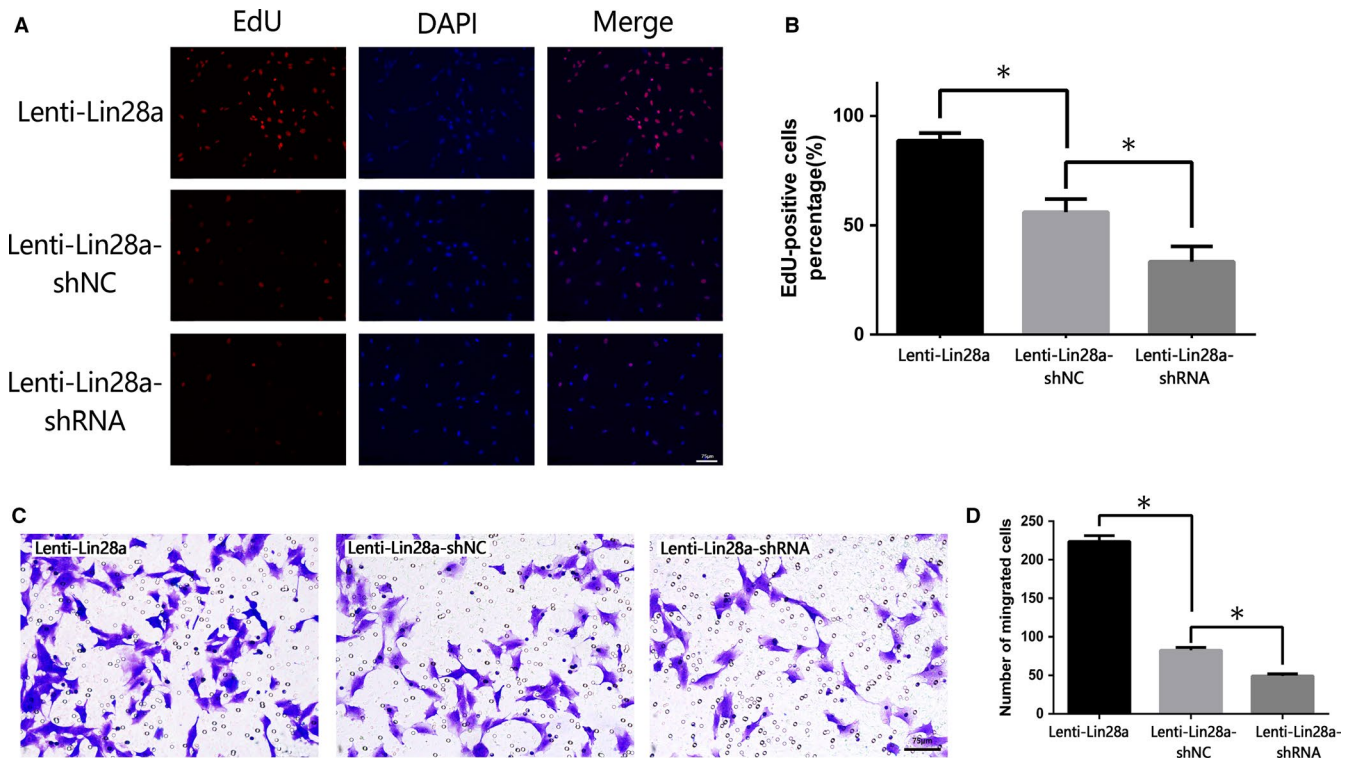 A
EdU
DAPI
Merge
Lenti-Lin28a
Lenti-Lin28a-
shNC
Lenti-Lin28a-
shRNA
75μm
B
EdU-positive cells
percentage(%)
100
50
0
*
*
Lenti-Lin28a
Lenti-Lin28a-
shNC
Lenti-Lin28a-
shRNA
C
Lenti-Lin28a
Lenti-Lin28a-shNC
Lenti-Lin28a-shRNA
75μm
D
Number of mingrated cells
250
200
150
100
50
0
*
*
Lenti-Lin28a
Lenti-Lin28a-
shNC
Lenti-Lin28a-
shRNA